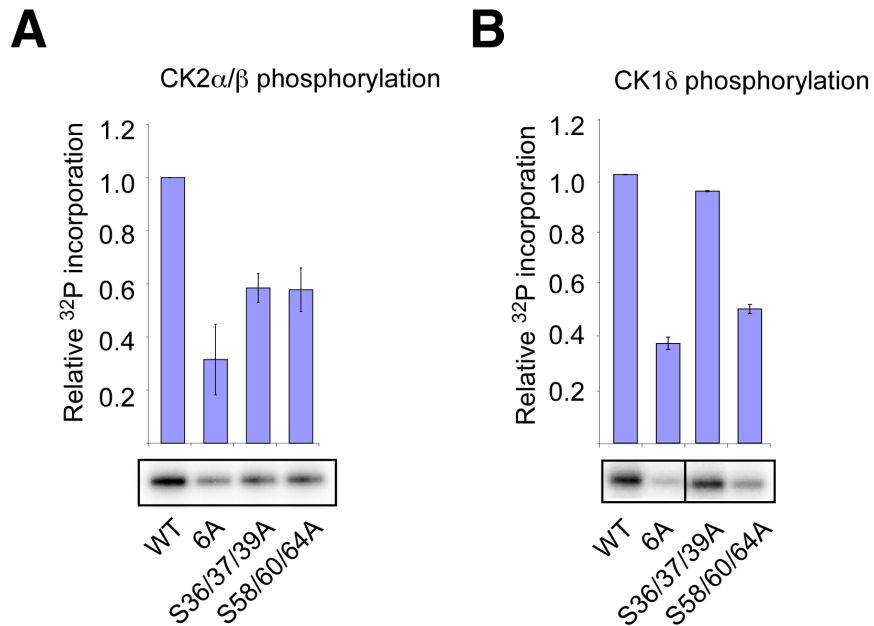 A
CK2α/β phosphorylation
Relative ³²P incorporation
1.2
1.0
0.8
0.6
0.4
0.2
WT
6A
S36/37/39A
S58/60/64A
B
CK1δ phosphorylation
Relative ³²P incorporation
1.2
1.0
0.8
0.6
0.4
0.2
WT
6A
S36/37/39A
S58/60/64A